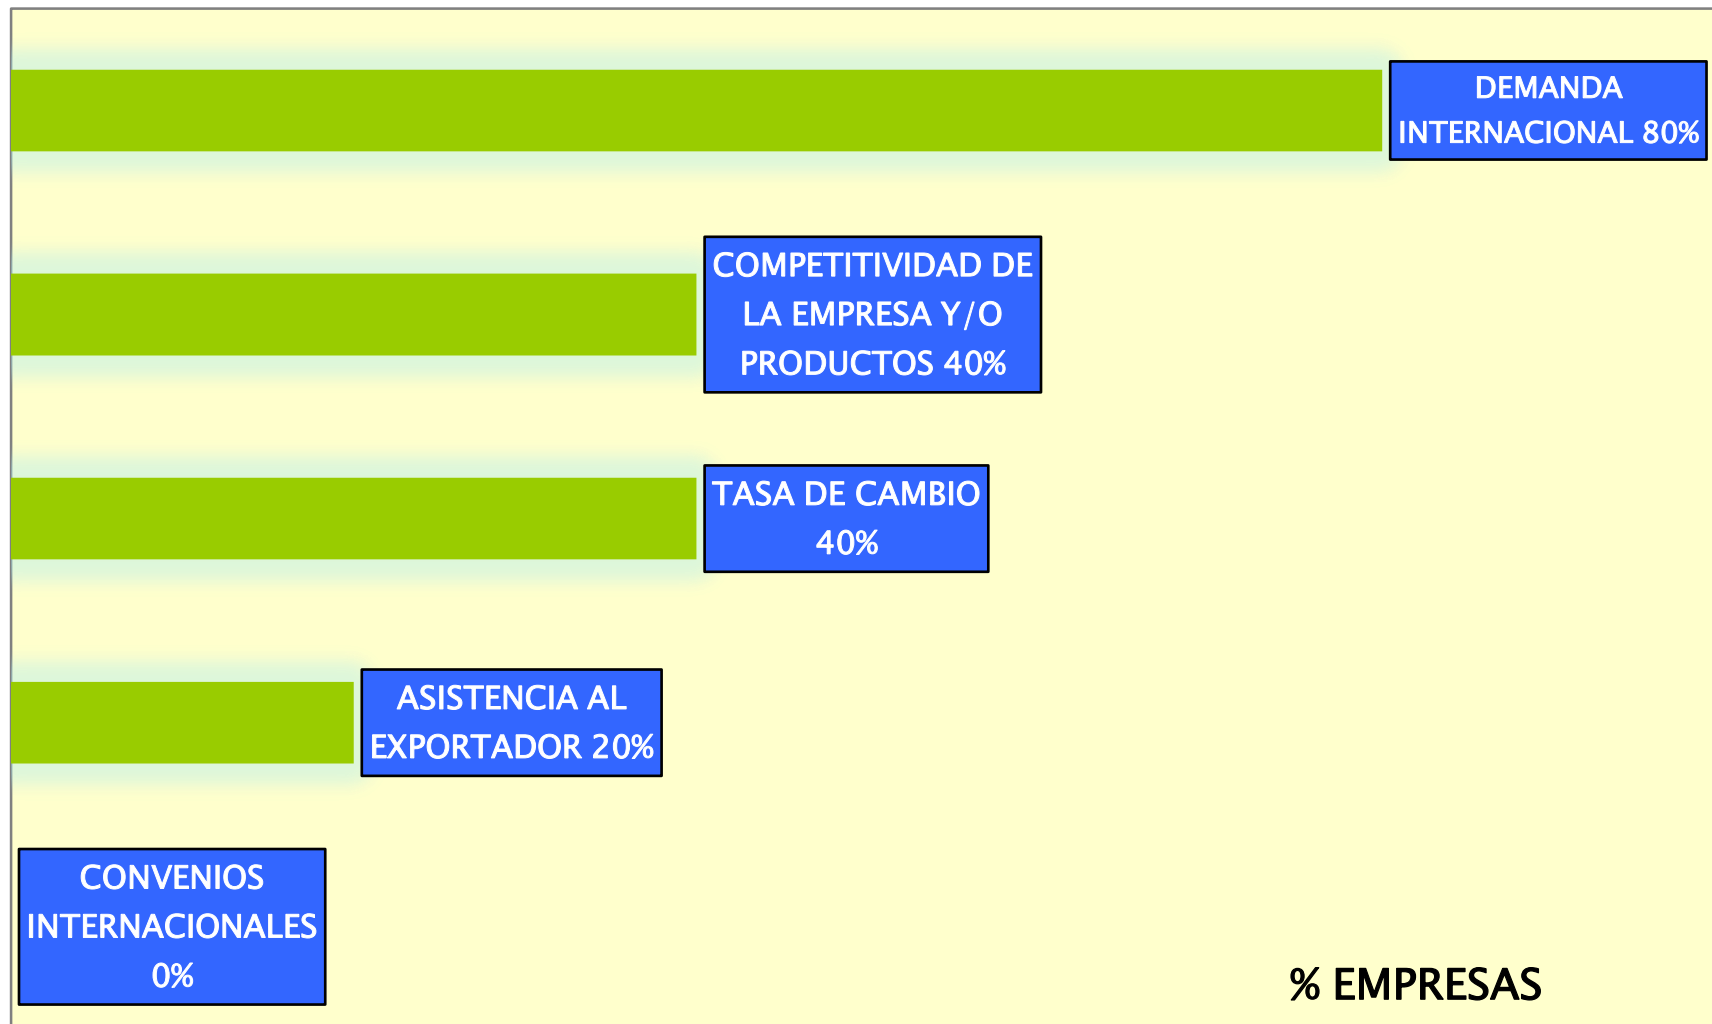 DEMANDA
INTERNACIONAL 80%
COMPETITIVIDAD DE
LA EMPRESA Y/O
PRODUCTOS 40%
TASA DE CAMBIO
40%
ASISTENCIA AL
EXPORTADOR 20%
CONVENIOS
INTERNACIONALES
0%
% EMPRESAS